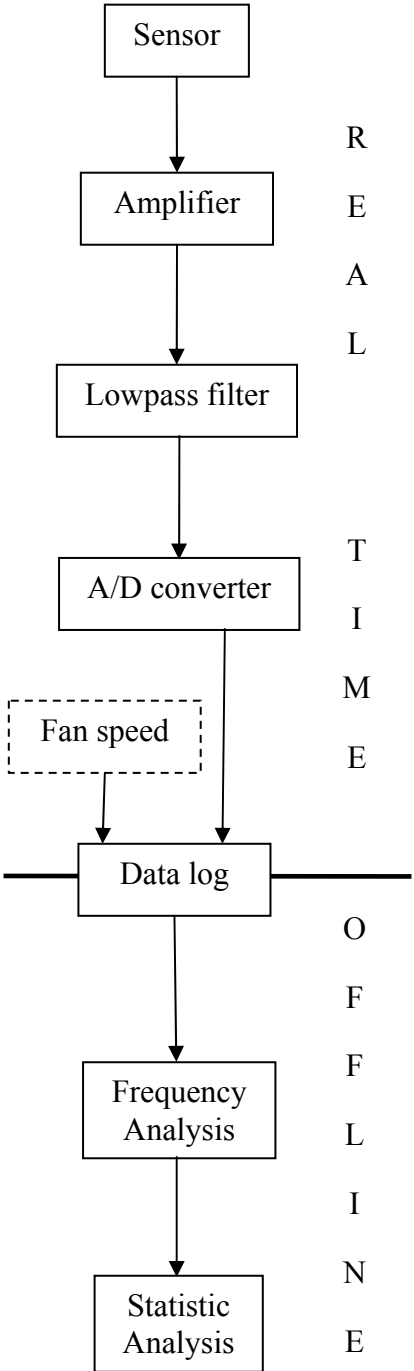 Sensor
R
E
A
L
Amplifier
Lowpass filter
T
I
M
E
A/D converter
Fan speed
Data log
O
F
F
L
I
N
E
Frequency
Analysis
Statistic
Analysis